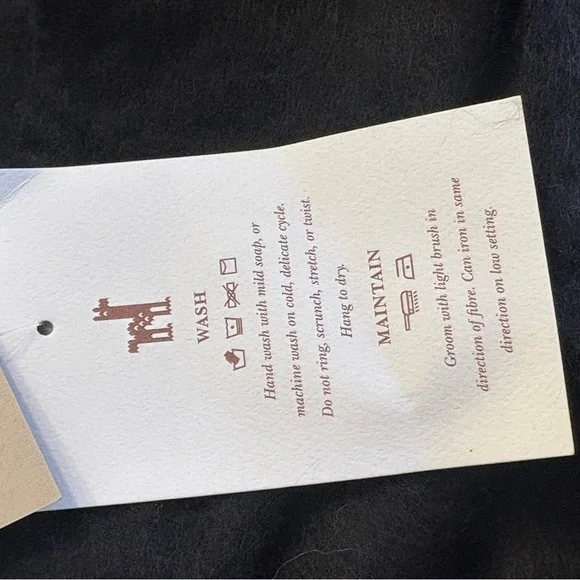 WASH
Hand wash with mild soap, or
machine wash on cold, delicate cycle.
Do not ring, scrunch, stretch, or twist.
Hang to dry.
MAINTAIN
Groom with light brush in
direction of fibre. Can iron in same
direction on low setting.